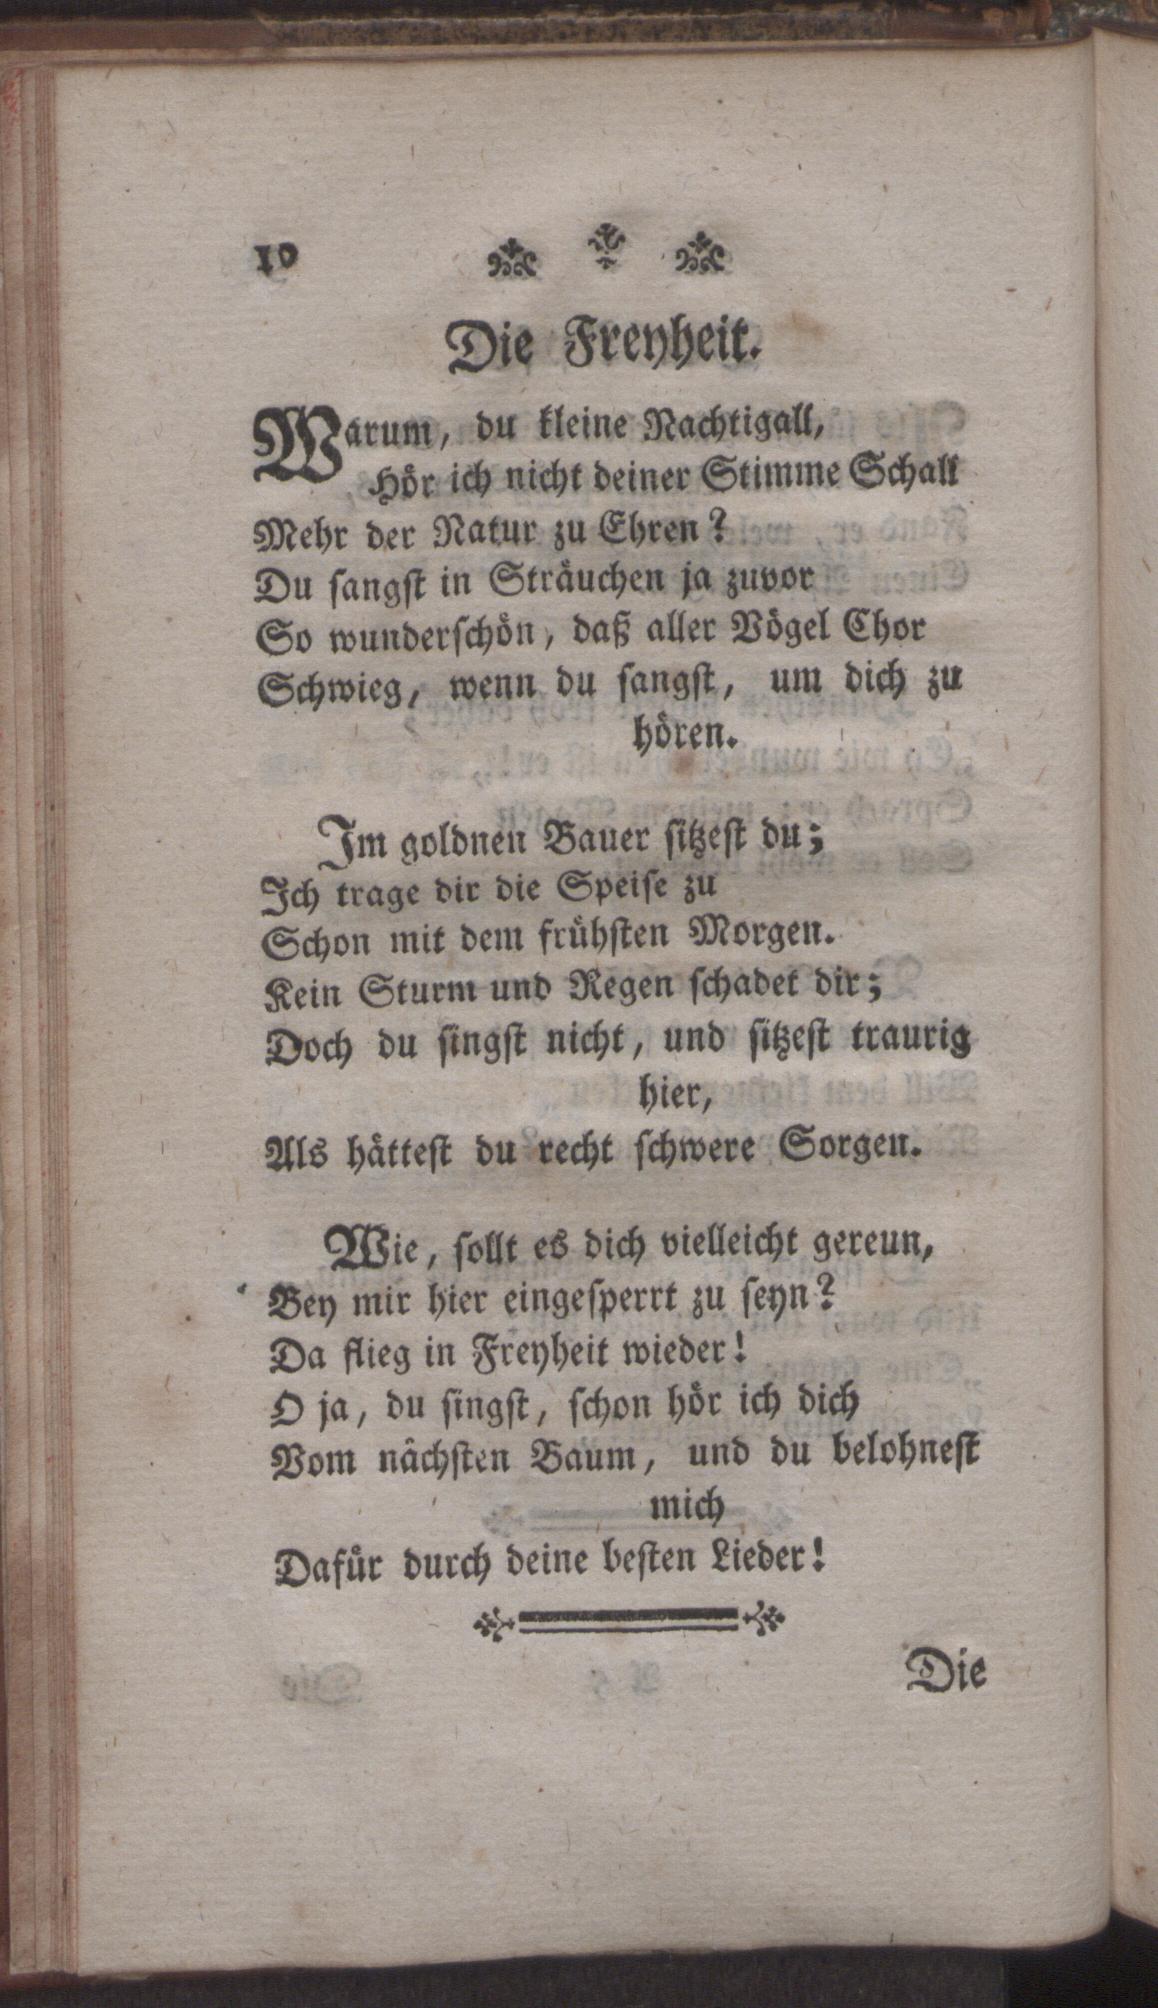 10
Die Freyheit.
Warum, du kleine Nachtigall,
Hör ich nicht deiner Stimme Schall
Mehr der Natur zu Ehren?
Du ſangſt in Sträuchen ja zuvor
So wunderſchön, daß aller Vögel Chor
Schwieg, wenn du ſangſt, um dich zu
hören.
Im goldnen Bauer ſitzeſt du;
Ich trage dir die Speiſe zu
Schon mit dem frühſten Morgen.
Kein Sturm und Regen ſchadet dir;
Doch du ſingſt nicht, und ſitzeſt traurig
hier,
Als hätteſt du recht ſchwere Sorgen.
Wie, ſollt es dich vielleicht gereun,
Bey mir hier eingeſperrt zu ſeyn?
Da flieg in Freyheit wieder!
O ja, du ſingſt, ſchon hör ich dich
Vom nächſten Baum, und du belohneſt
mich
Dafür durch deine beſten Lieder!
Die